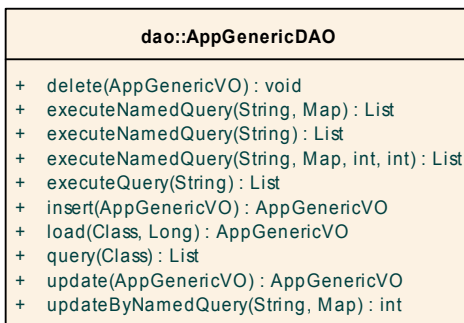 dao::AppGenericDAO
+ delete(AppGenericVO) : void
+ executeNamedQuery(String, Map) : List
+ executeNamedQuery(String) : List
+ executeNamedQuery(String, Map, int, int) : List
+ executeQuery(String) : List
+ insert(AppGenericVO) : AppGenericVO
+ load(Class, Long) : AppGenericVO
+ query(Class) : List
+ update(AppGenericVO) : AppGenericVO
+ updateByNamedQuery(String, Map) : int